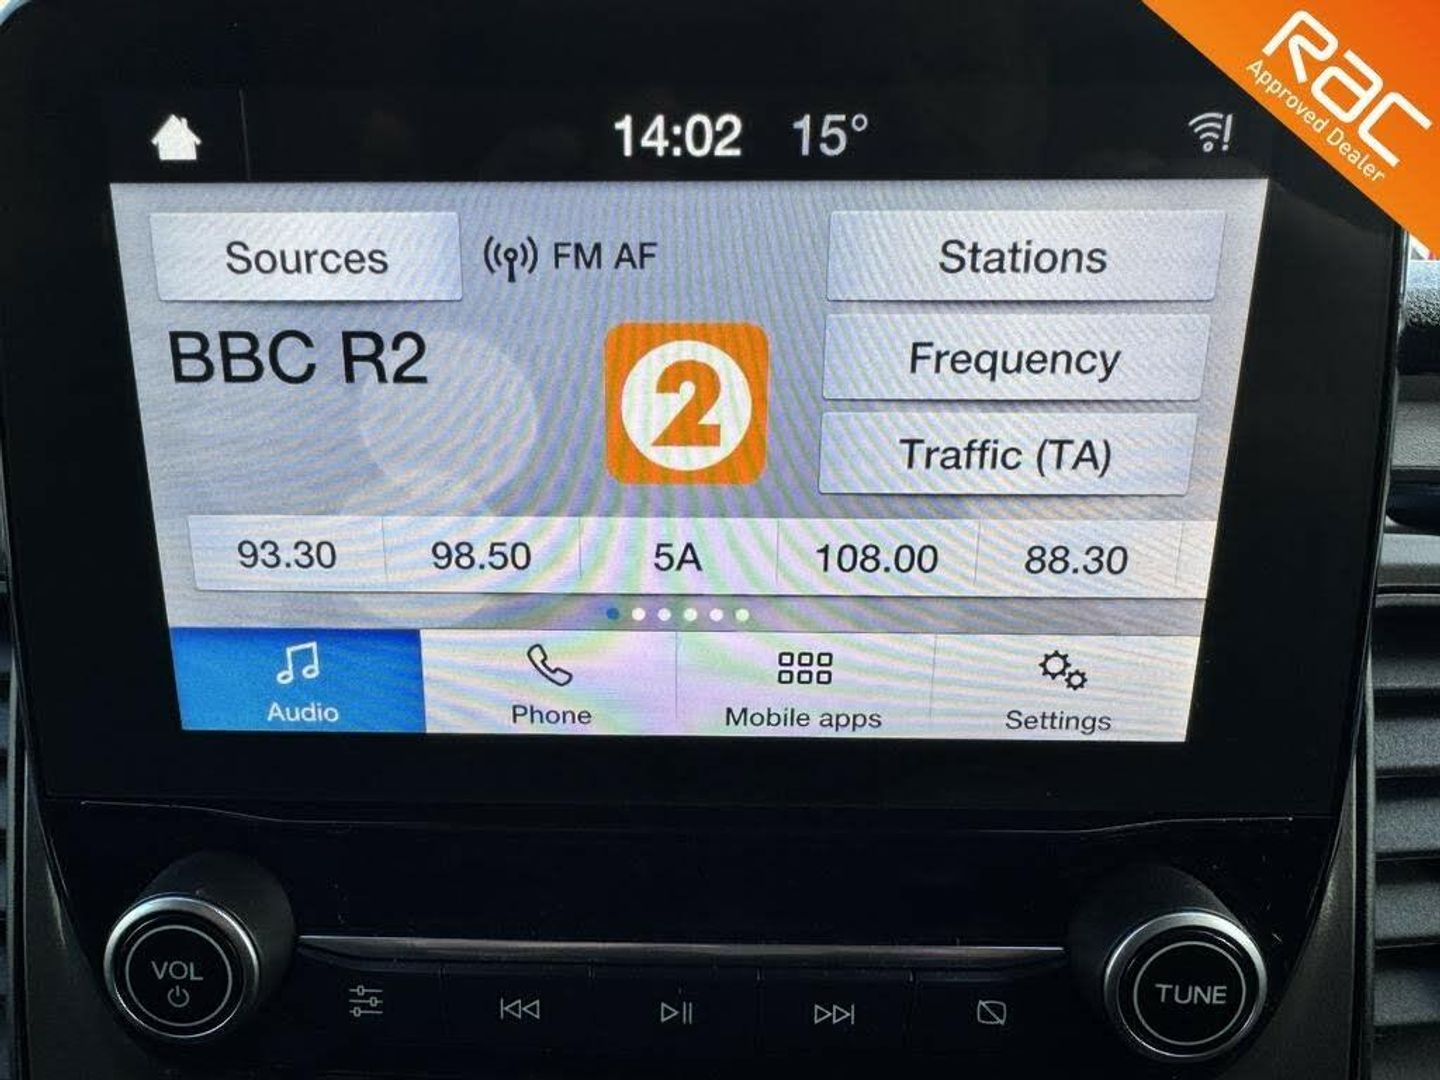 14:02 15°
rac
Approved Dealer
Sources FM AF Stations
BBC R2
2
Frequency
Traffic (TA)
93.30 98.50 5A 108.00 88.30
Audio Phone Mobile apps Settings
VOL
TUNE